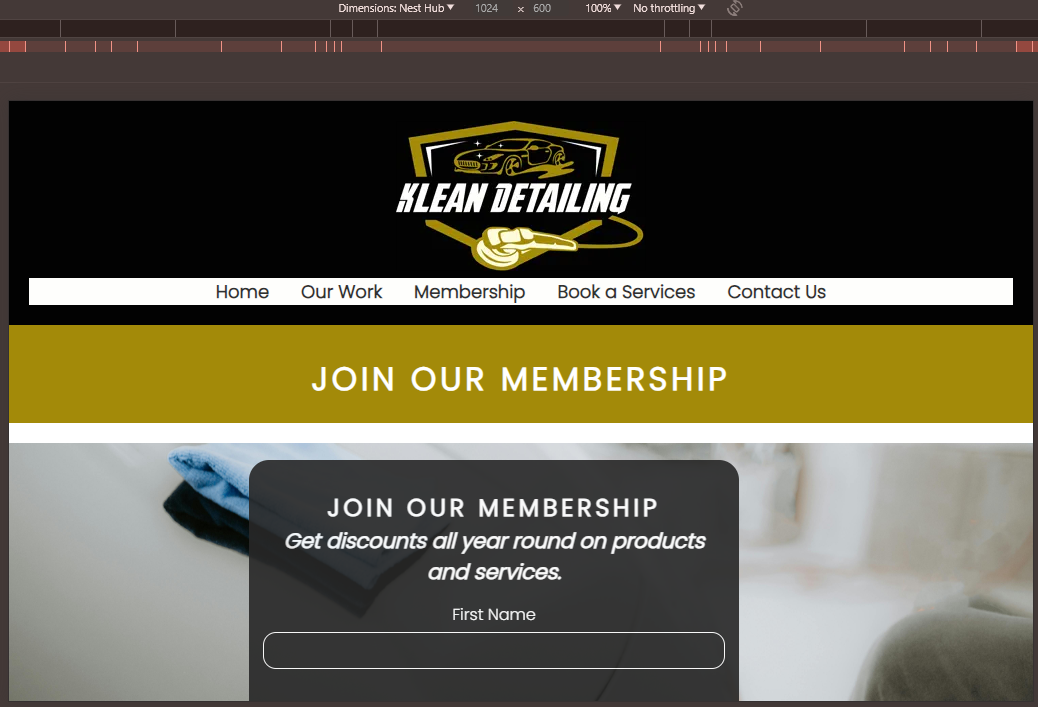 Dimensions: Nest Hub ▼ 1024 × 600 100% ▼ No throttling ▼
KLEAN DETAILING
Home Our Work Membership Book a Services Contact Us
JOIN OUR MEMBERSHIP
JOIN OUR MEMBERSHIP
Get discounts all year round on products
and services.
First Name